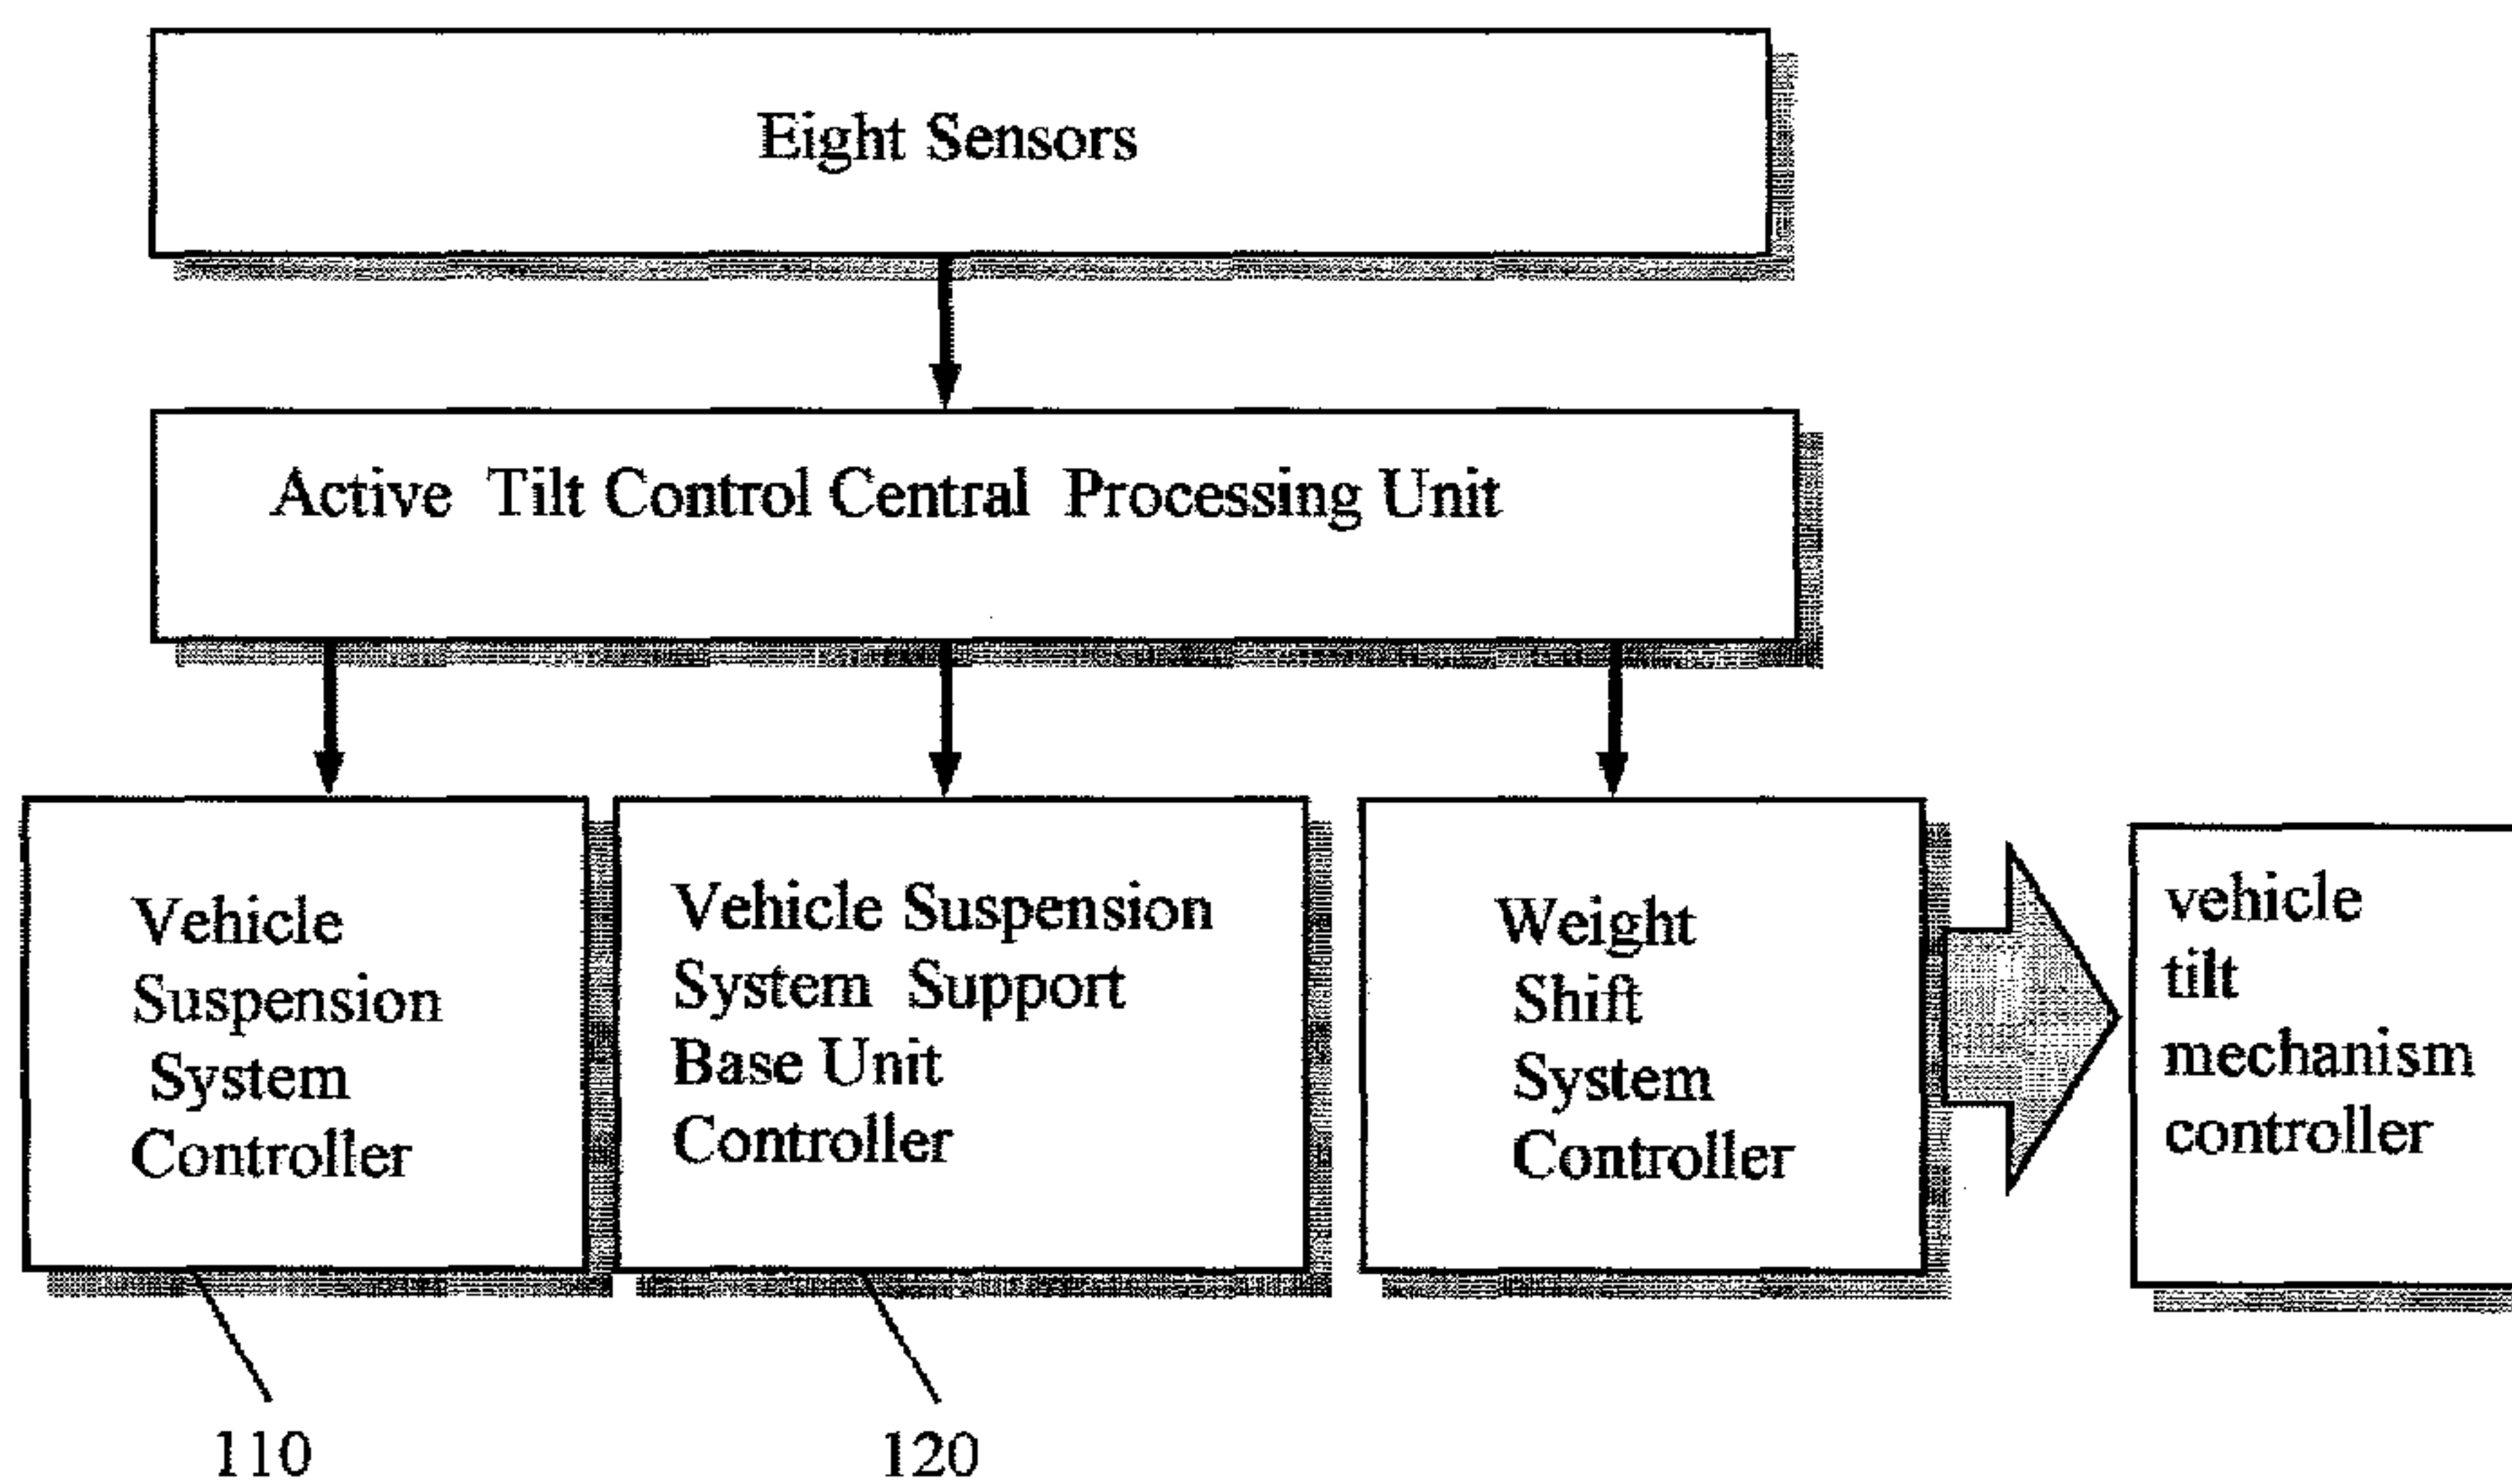 Eight Sensors
Active Tilt Control Central Processing Unit
Vehicle
Suspension
System
Controller
Vehicle Suspension
System Support
Base Unit
Controller
Weight
Shift
System
Controller
vehicle
tilt
mechanism
controller
110
120